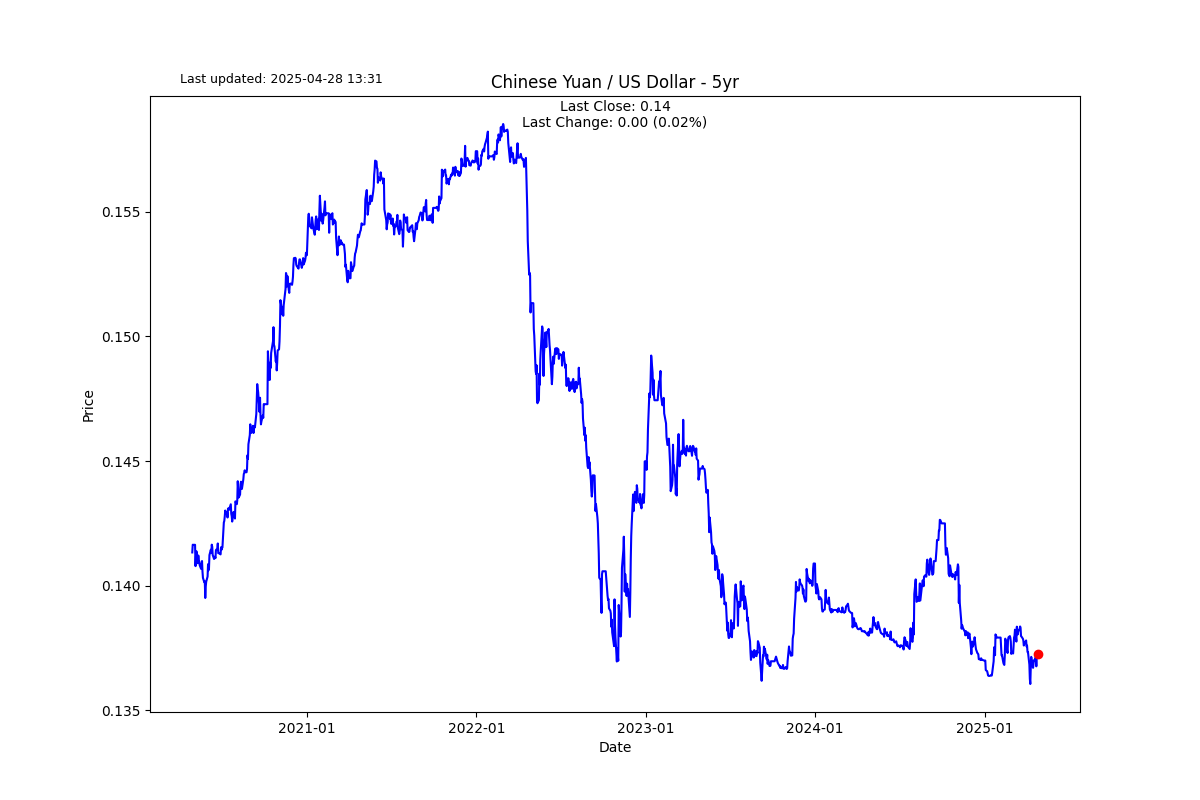 Last updated: 2025-04-28 13:31
Chinese Yuan / US Dollar - 5yr
Last Close: 0.14
Last Change: 0.00 (0.02%)
Price
0.155
0.150
0.145
0.140
0.135
2021-01
2022-01
2023-01
2024-01
2025-01
Date